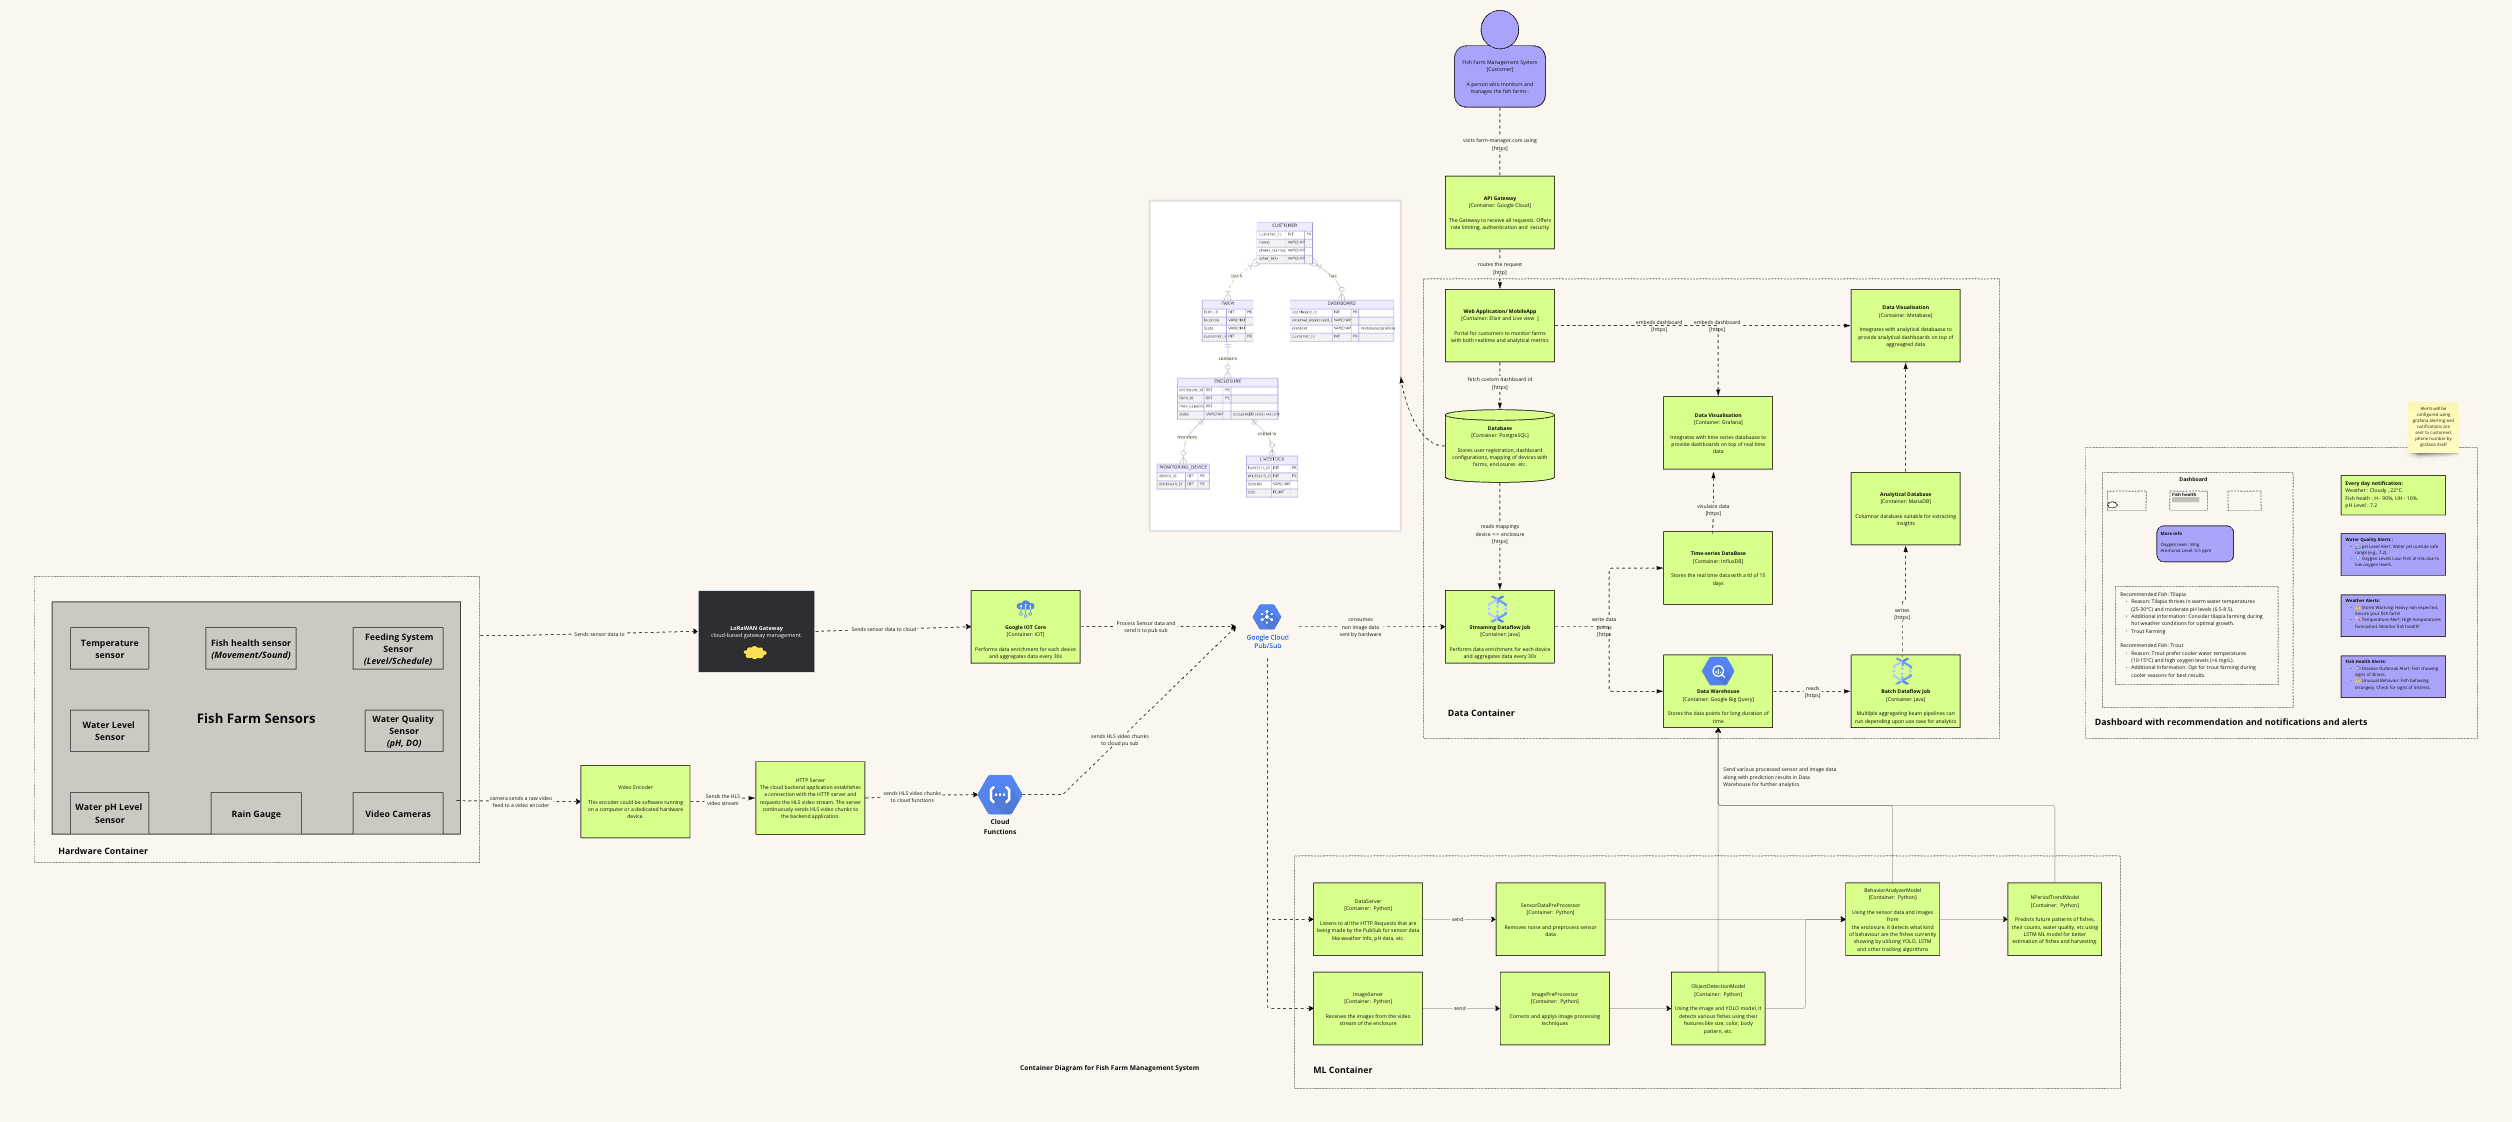 Fish Farm Management System
[Customer]
A person who monitors and
manages the fish farms .
visits farm-manager.com using
[https]
API Gateway
[Container: Google Cloud]
The Gateway to receive all requests. Offers
rate limiting, authentication and security
routes the request
[http]
CUSTOMER
customer_id INT PK
name VARCHAR
VARCHAR
other_info VARCHAR
owns
has
FARM
farm_id INT PK
location VARCHAR
state VARCHAR
customer_id INT FK
DASHBOARD
dashboard_id INT PK
VARCHAR
provider VARCHAR
customer_id INT FK
contains
ENCLOSURE
enclosure_id INT PK
farm_id INT FK
max_capacity INT
state VARCHAR
monitors
contains
MONITORING_DEVICE
device_id INT PK
enclosure_id INT FK
LIVESTOCK
livestock_id INT PK
enclosure_id INT FK
species VARCHAR
size FLOAT
Web Application/ MobileApp
[Container: Elixir and Live view ]
Portal for customers to monitor farms
with both realtime and analytical metrics
embeds dashboard
[https]
embeds dashboard
[https]
Data Visualisation
[Container: Metabase]
Integrates with analytical databaase to
provide analytical dashboards on top of
aggreagted data
fetch custom dashboard id
[https]
Database
[Container: PostgreSQL]
Stores user registration, dashboard
configurations, mapping of devices with
farms, enclosures etc.
Data Visualisation
[Container: Grafana]
Integrates with time series databaase to
provide dashboards on top of real time
data
visulaize data
[https]
Analytical Database
[Container: MariaDB]
Columnar database suitable for extracting
insights
reads mappings
device <-> enclosure
[https]
Time-series DataBase
[Container: InfluxDB]
Stores the real time data with a ttl of 15
days
writes
[https]
Streaming Dataflow Job
[Container: Java]
Performs data enrichment for each device
and aggregates data every 30s
write data
points
[https
Data Warehouse
[Container: Google Big Query]
Stores the data points for long duration of
time
reads
[https]
Batch Dataflow Job
[Container: Java]
Multilple aggregating beam pipelines can
run depending upon use case for analytics
Data Container
Alerts will be
configured using
grafana alerting and
notifications are
sent to customers
phone number by
grafana itself
Dashboard
Fish health
More info
Oxygen level : 8mg
Ammonia Level: 0.5 ppm
Recommended Fish: Tilapia
· Reason: Tilapia thrives in warm water temperatures
(25-30°C) and moderate pH levels (6.5-8.5).
· Additional Information: Consider tilapia farming during
hot weather conditions for optimal growth.
· Trout Farming
Recommended Fish: Trout
· Reason: Trout prefer cooler water temperatures
(10-15°C) and high oxygen levels (>6 mg/L).
· Additional Information: Opt for trout farming during
cooler seasons for best results.
Every day notification:
Weather : Cloudy , 22°C.
Fish heath : H - 90%, UH - 10%.
pH Level : 7.2
Water Quality Alerts :
· pH Level Alert: Water pH outside safe
range (e.g., 7.2).
· Oxygen Levels Low: Fish at risk due to
low oxygen levels.
Weather Alerts:
· Storm Warning: Heavy rain expected.
Secure your fish farm!
· Temperature Alert: High temperatures
forecasted. Monitor fish health!
Fish Health Alerts:
· Disease Outbreak Alert: Fish showing
signs of illness.
· Unusual Behavior: Fish behaving
strangely. Check for signs of distress.
Dashboard with recommendation and notifications and alerts
Temperature
sensor
Fish health sensor
(Movement/Sound)
Feeding System
Sensor
(Level/Schedule)
Water Level
Sensor
Fish Farm Sensors
Water Quality
Sensor
(pH, DO)
Water pH Level
Sensor
Rain Gauge
Video Cameras
Hardware Container
Sends sensor data to
LoRaWAN Gateway
cloud-based gateway management.
Sends sensor data to cloud
Google IOT Core
[Container: IOT]
Performs data enrichment for each device
and aggregates data every 30s
Process Sensor data and
send it to pub sub
Google Cloud
Pub/Sub
consumes
non image data
sent by hardware
camera sends a raw video
feed to a video encoder
Video Encoder
This encoder could be software running
on a computer or a dedicated hardware
device.
Sends the HLS
video stream
HTTP Server
The cloud backend application establishes
a connection with the HTTP server and
requests the HLS video stream. The server
continuously sends HLS video chunks to
the backend application.
sends HLS video chunks
to cloud functions
Cloud
Functions
sends HLS video chunks
to cloud pu sub
Send various processed sensor and image data
along with prediction results in Data
Warehouse for further analytics
DataServer
[Container: Python]
Listens to all the HTTP Requests that are
being made by the PubSub for sensor data
like weather info, pH data, etc.
send
SensorDataPreProcessor
[Container: Python]
Removes noise and preprocess sensor
data
BehaviorAnalyzerModel
[Container: Python]
Using the sensor data and images
from
the enclosure, it detects what kind
of behaviour are the fishes currently
showing by utilizing YOLO, LSTM
and other tracking algorithms
NPeriodTrendModel
[Container: Python]
Predicts future patterns of fishes,
their counts, water quality, etc using
LSTM ML model for better
estimation of fishes and harvesting.
ImageServer
[Container: Python]
Receives the images from the video
stream of the enclosure
send
ImagePreProcessor
[Container: Python]
Corrects and applys image processing
techniques
ObjectDetectionModel
[Container: Python]
Using the image and YOLO model, it
detects various fishes using their
features like size, color, body
pattern, etc.
ML Container
Container Diagram for Fish Farm Management System